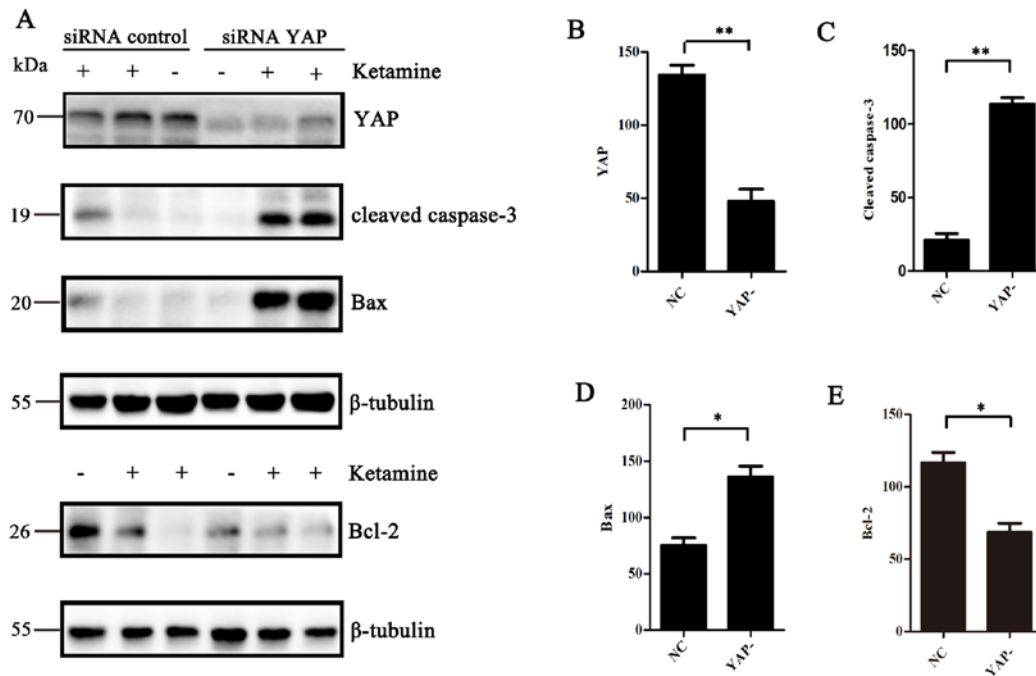 A
siRNA control siRNA YAP
kDa + + - - + + Ketamine
70 YAP
19 cleaved caspase-3
20 Bax
55 β-tubulin
- + + - + + Ketamine
26 Bcl-2
55 β-tubulin
B
**
150
100
50
0
YAP
NC YAP-
C
**
150
100
50
0
Cleaved caspase-3
NC YAP-
D
*
200
150
100
50
0
Bax
NC YAP-
E
*
150
100
50
0
Bcl-2
NC YAP-